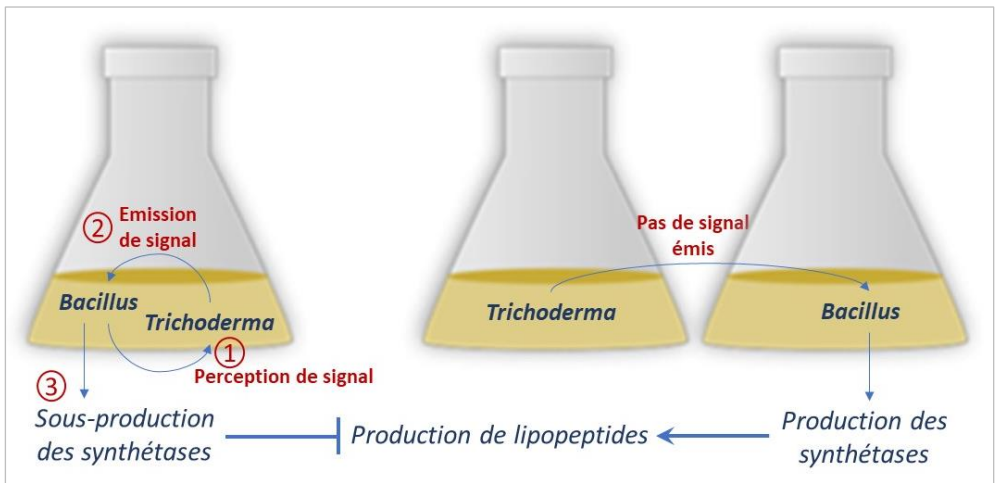 ② Emission
de signal
Bacillus
Trichoderma
①
Perception de signal
③
Sous-production
des synthétases
Pas de signal
émis
Trichoderma
Bacillus
Production de lipopeptides
Production des
synthétases